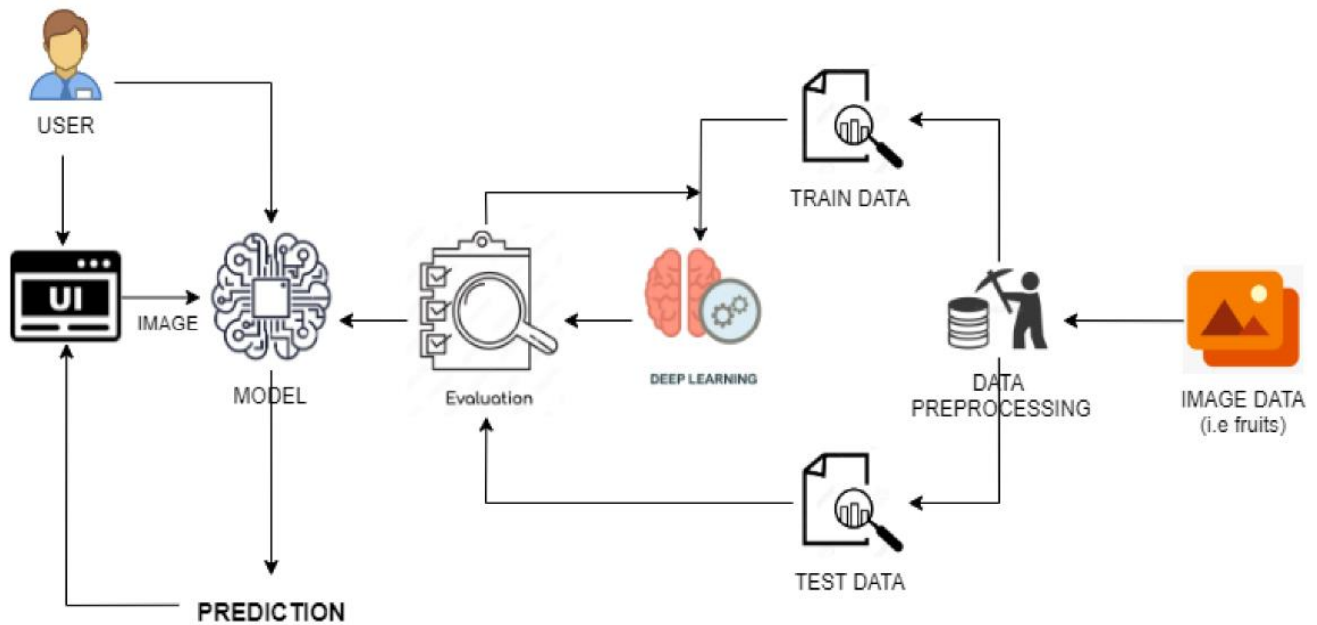 USER
TRAIN DATA
UI
IMAGE
MODEL
Evaluation
DEEP LEARNING
DATA
PREPROCESSING
IMAGE DATA
(i.e fruits)
TEST DATA
PREDICTION